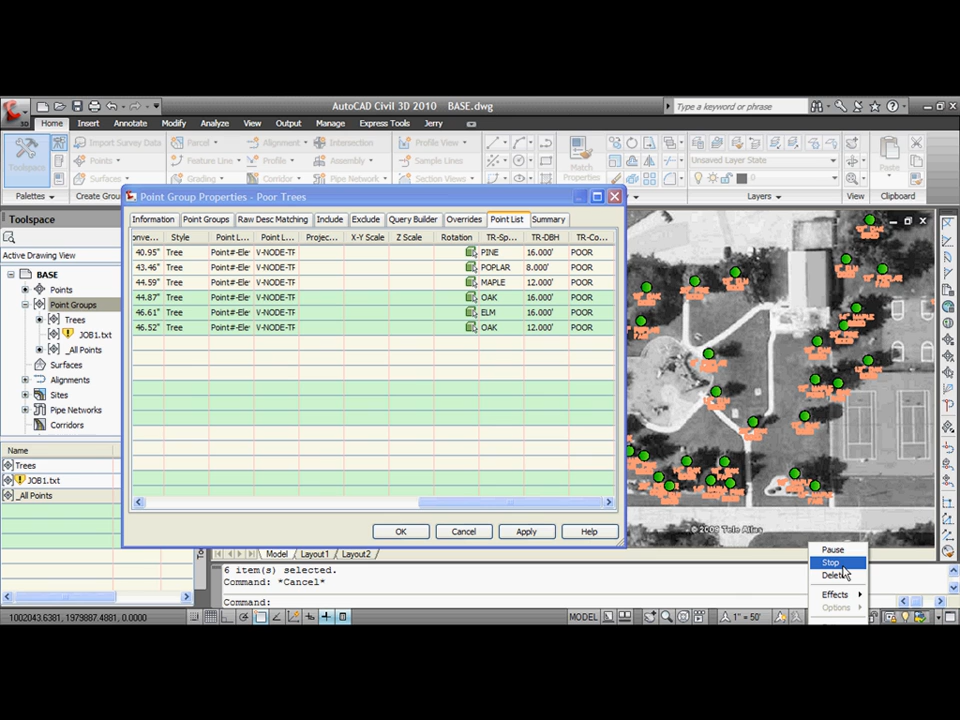 AutoCAD Civil 3D 2010 BASE.dwg
Type a keyword or phrase
Home Insert Annotate Modify Analyze View Output Manage Express Tools Jerry
Import Survey Data Parcel Alignment Intersection Profile View
Toolspace Points Feature Line Profile Assembly Sample Lines Match Properties Unsaved Layer State Paste
Surfaces Grading Corridor Pipe Network Section Views 0
Palettes Create Layers Clipboard
Point Group Properties - Poor Trees
Toolspace
Information Point Groups Raw Desc Matching Include Exclude Query Builder Overrides Point List Summary
Active Drawing View
Style Point L... Point L... Projec... X-Y Scale Z Scale Rotation TR-Sp... TR-DBH TR-Co...
40.95" Tree Point#-Ele V-NODE-TF PINE 16.000' POOR
43.46" Tree Point#-Ele V-NODE-TF POPLAR 8.000' POOR
44.59" Tree Point#-Ele V-NODE-TF MAPLE 12.000' POOR
44.87" Tree Point#-Ele V-NODE-TF OAK 16.000' POOR
46.61" Tree Point#-Ele V-NODE-TF ELM 16.000' POOR
46.52" Tree Point#-Ele V-NODE-TF OAK 12.000' POOR
BASE
Points
Point Groups
Trees
JOB1.txt
_All Points
Surfaces
Alignments
Sites
Pipe Networks
Corridors
Name
Trees
JOB1.txt
_All Points
OK Cancel Apply Help
Tele Atlas
Model Layout1 Layout2
6 item(s) selected.
Command: *Cancel*
Command:
Pause
Stop
Delete
Effects
Options
1002043.6381, 1979887.4881, 0.0000 MODEL 1" = 50'